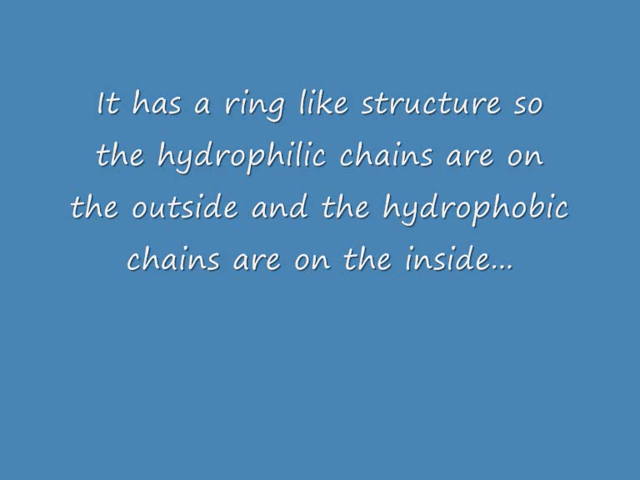 It has a ring like structure so
the hydrophilic chains are on
the outside and the hydrophobic
chains are on the inside...